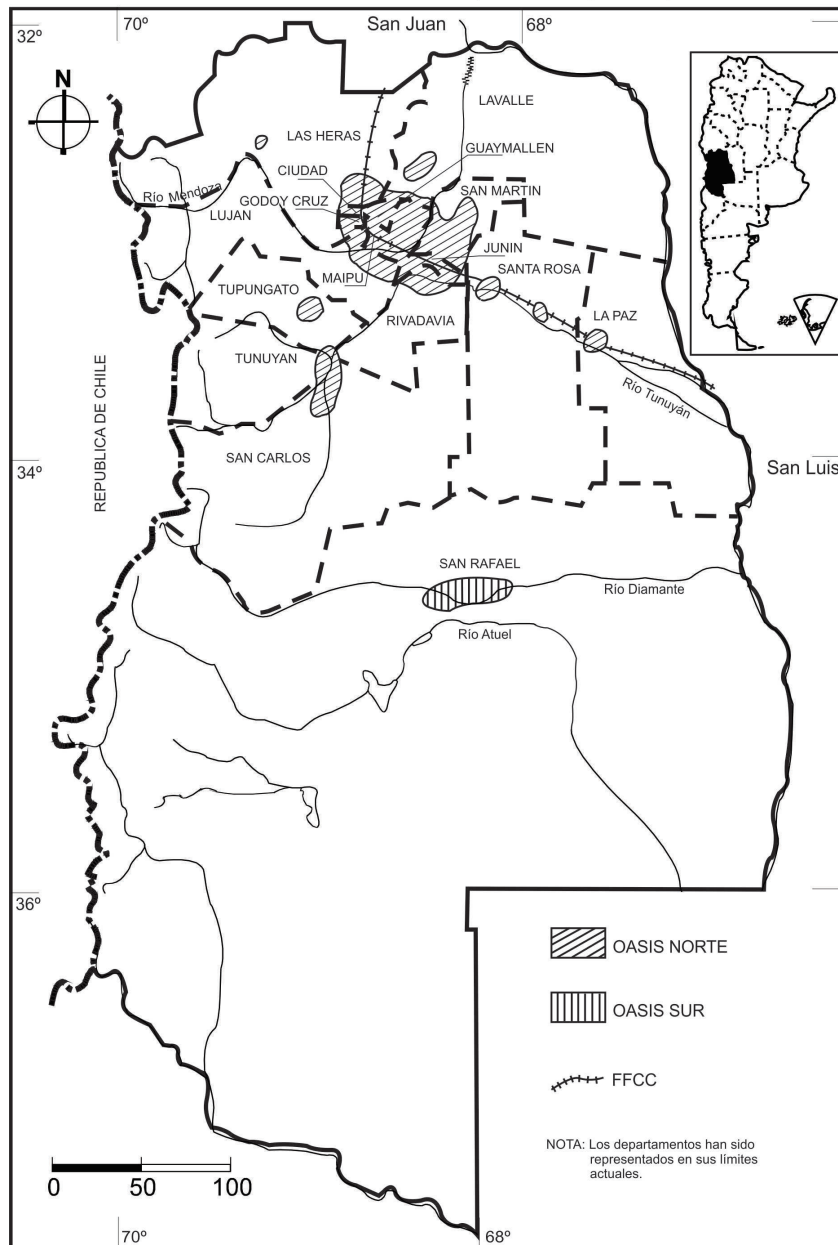 San Juan
32º
70º
68º
N
LAVALLE
LAS HERAS
GUAYMALLEN
CIUDAD
Río Mendoza
SAN MARTIN
GODOY CRUZ
LUJAN
JUNIN
MAIPU
SANTA ROSA
TUPUNGATO
RIVADAVIA
LA PAZ
TUNUYAN
Río Tunuyán
REPUBLICA DE CHILE
SAN CARLOS
34º
San Luis
SAN RAFAEL
Río Diamante
Río Atuel
36º
OASIS NORTE
OASIS SUR
FFCC
NOTA: Los departamentos han sido
representados en sus límites
actuales.
0 50 100
70º
68º